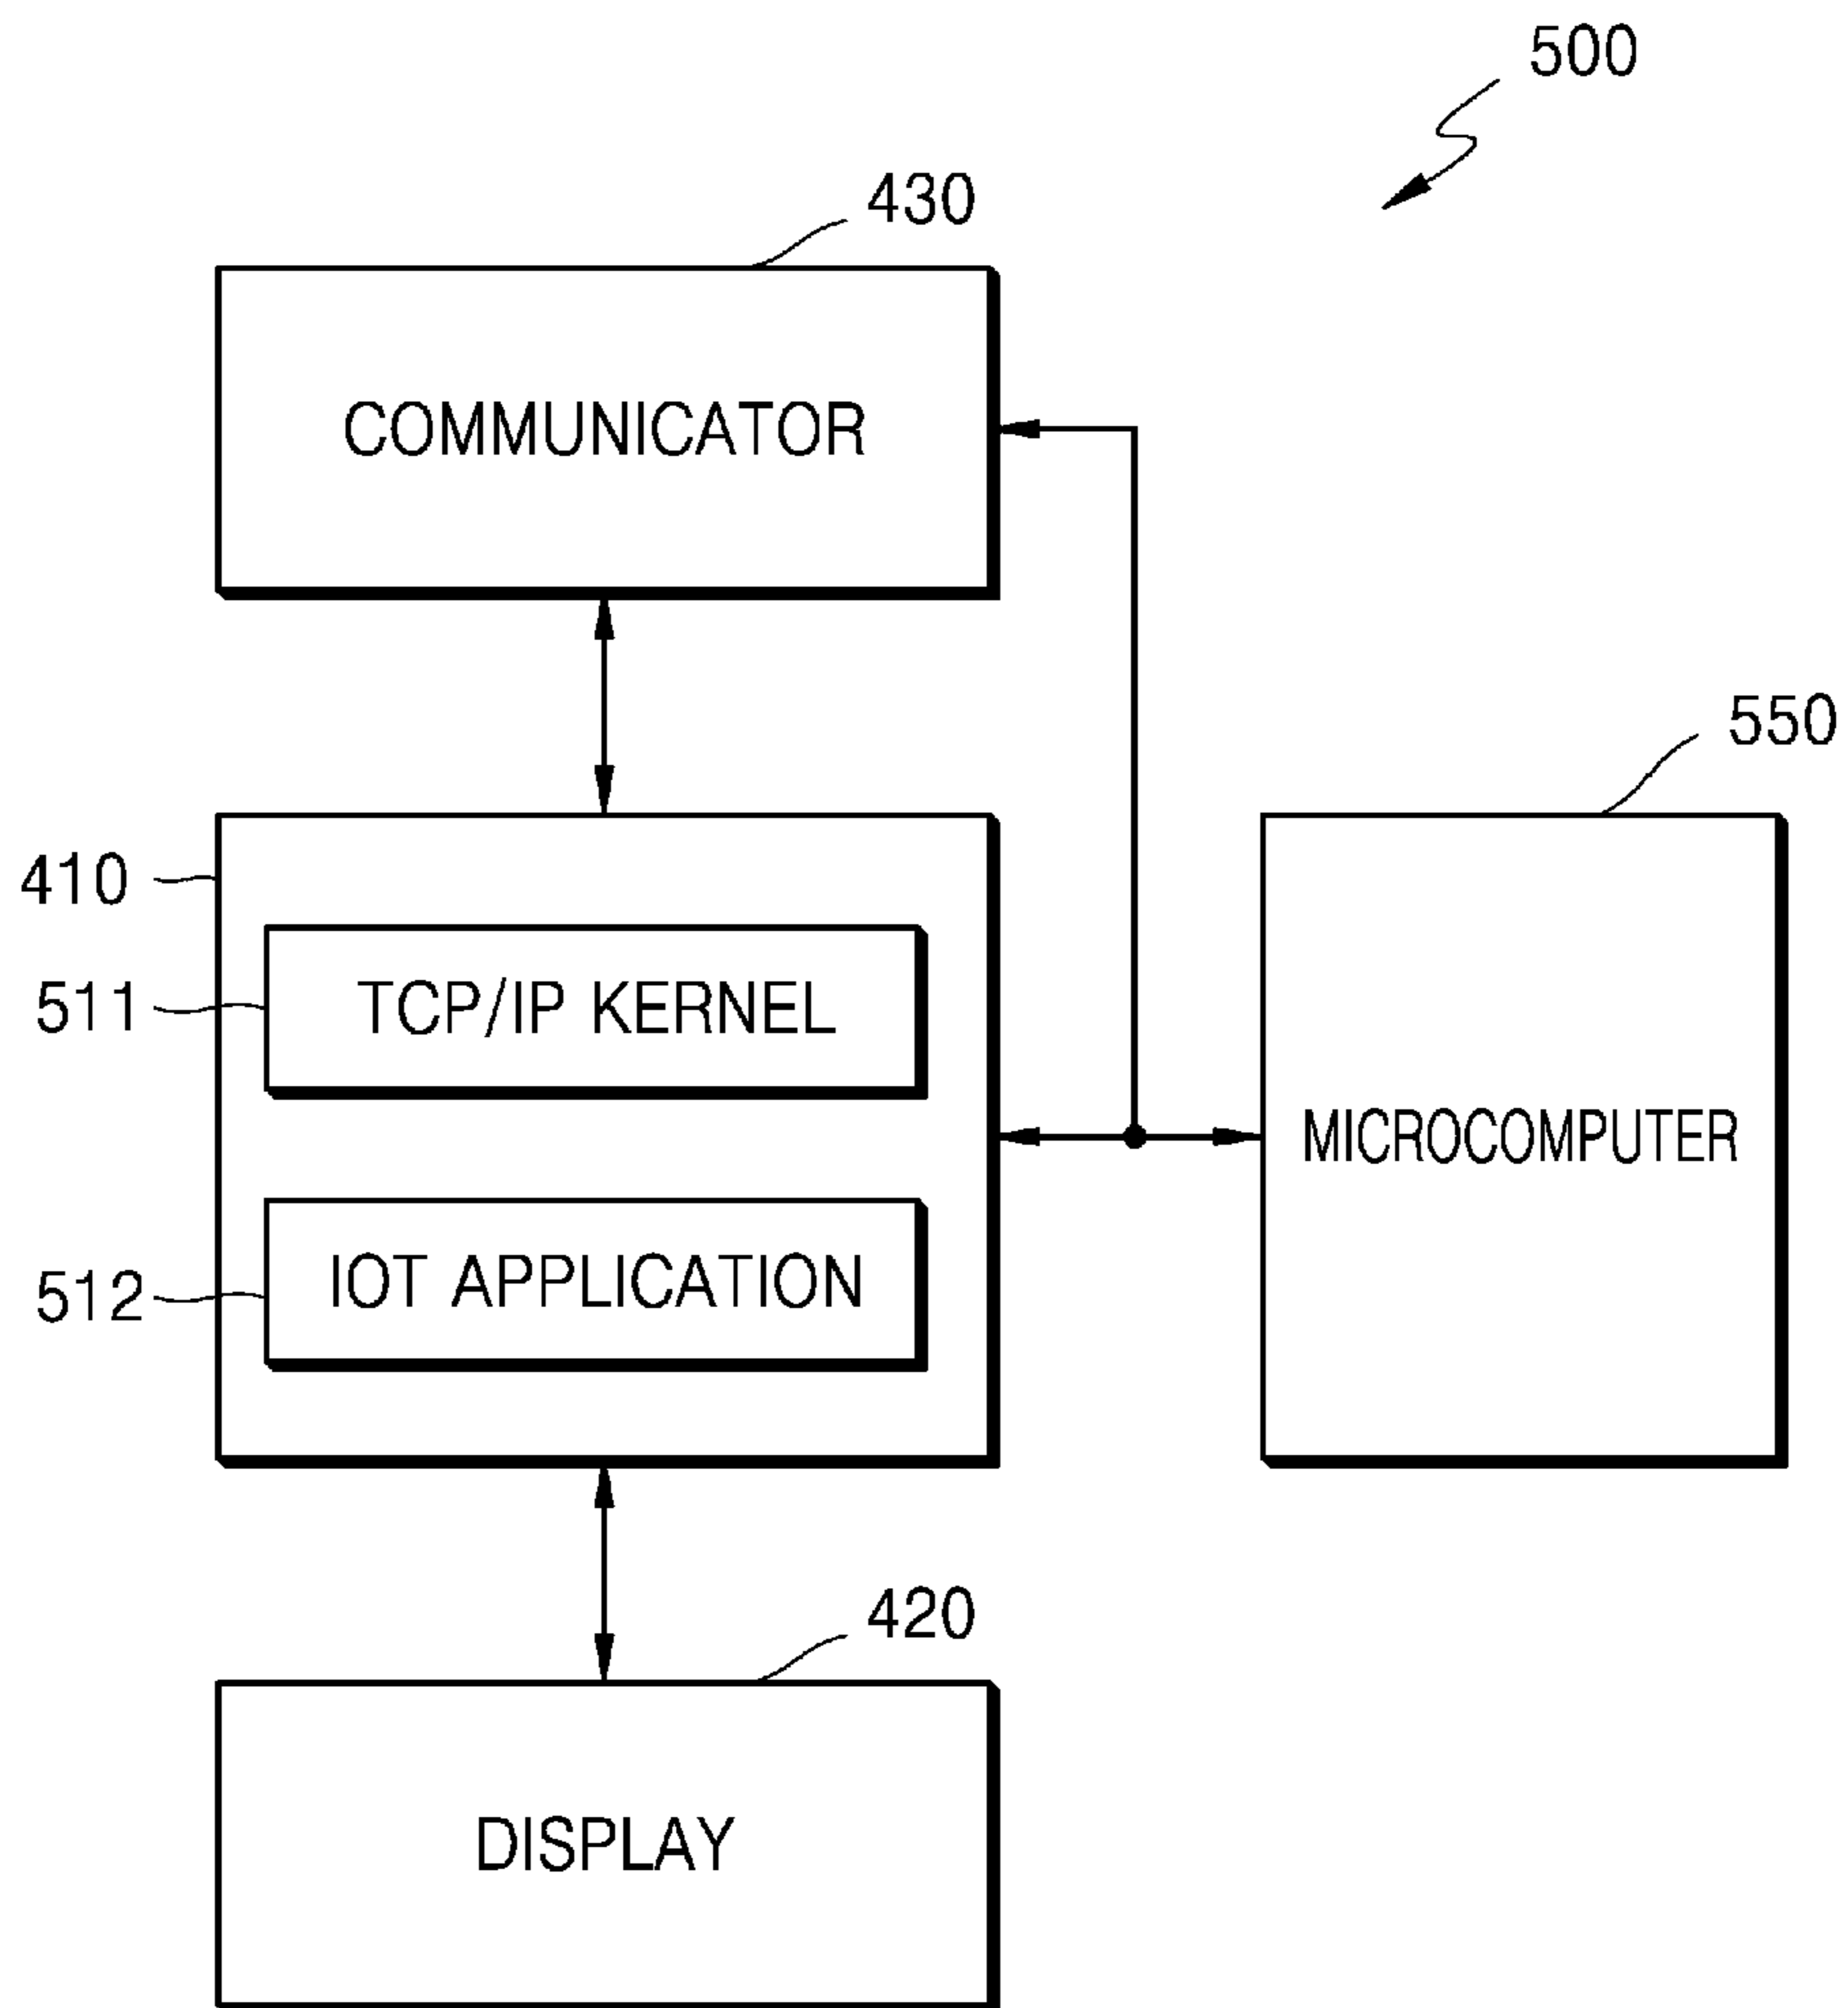 500
430
COMMUNICATOR
550
410
511
TCP/IP KERNEL
MICROCOMPUTER
512
IOT APPLICATION
420
DISPLAY